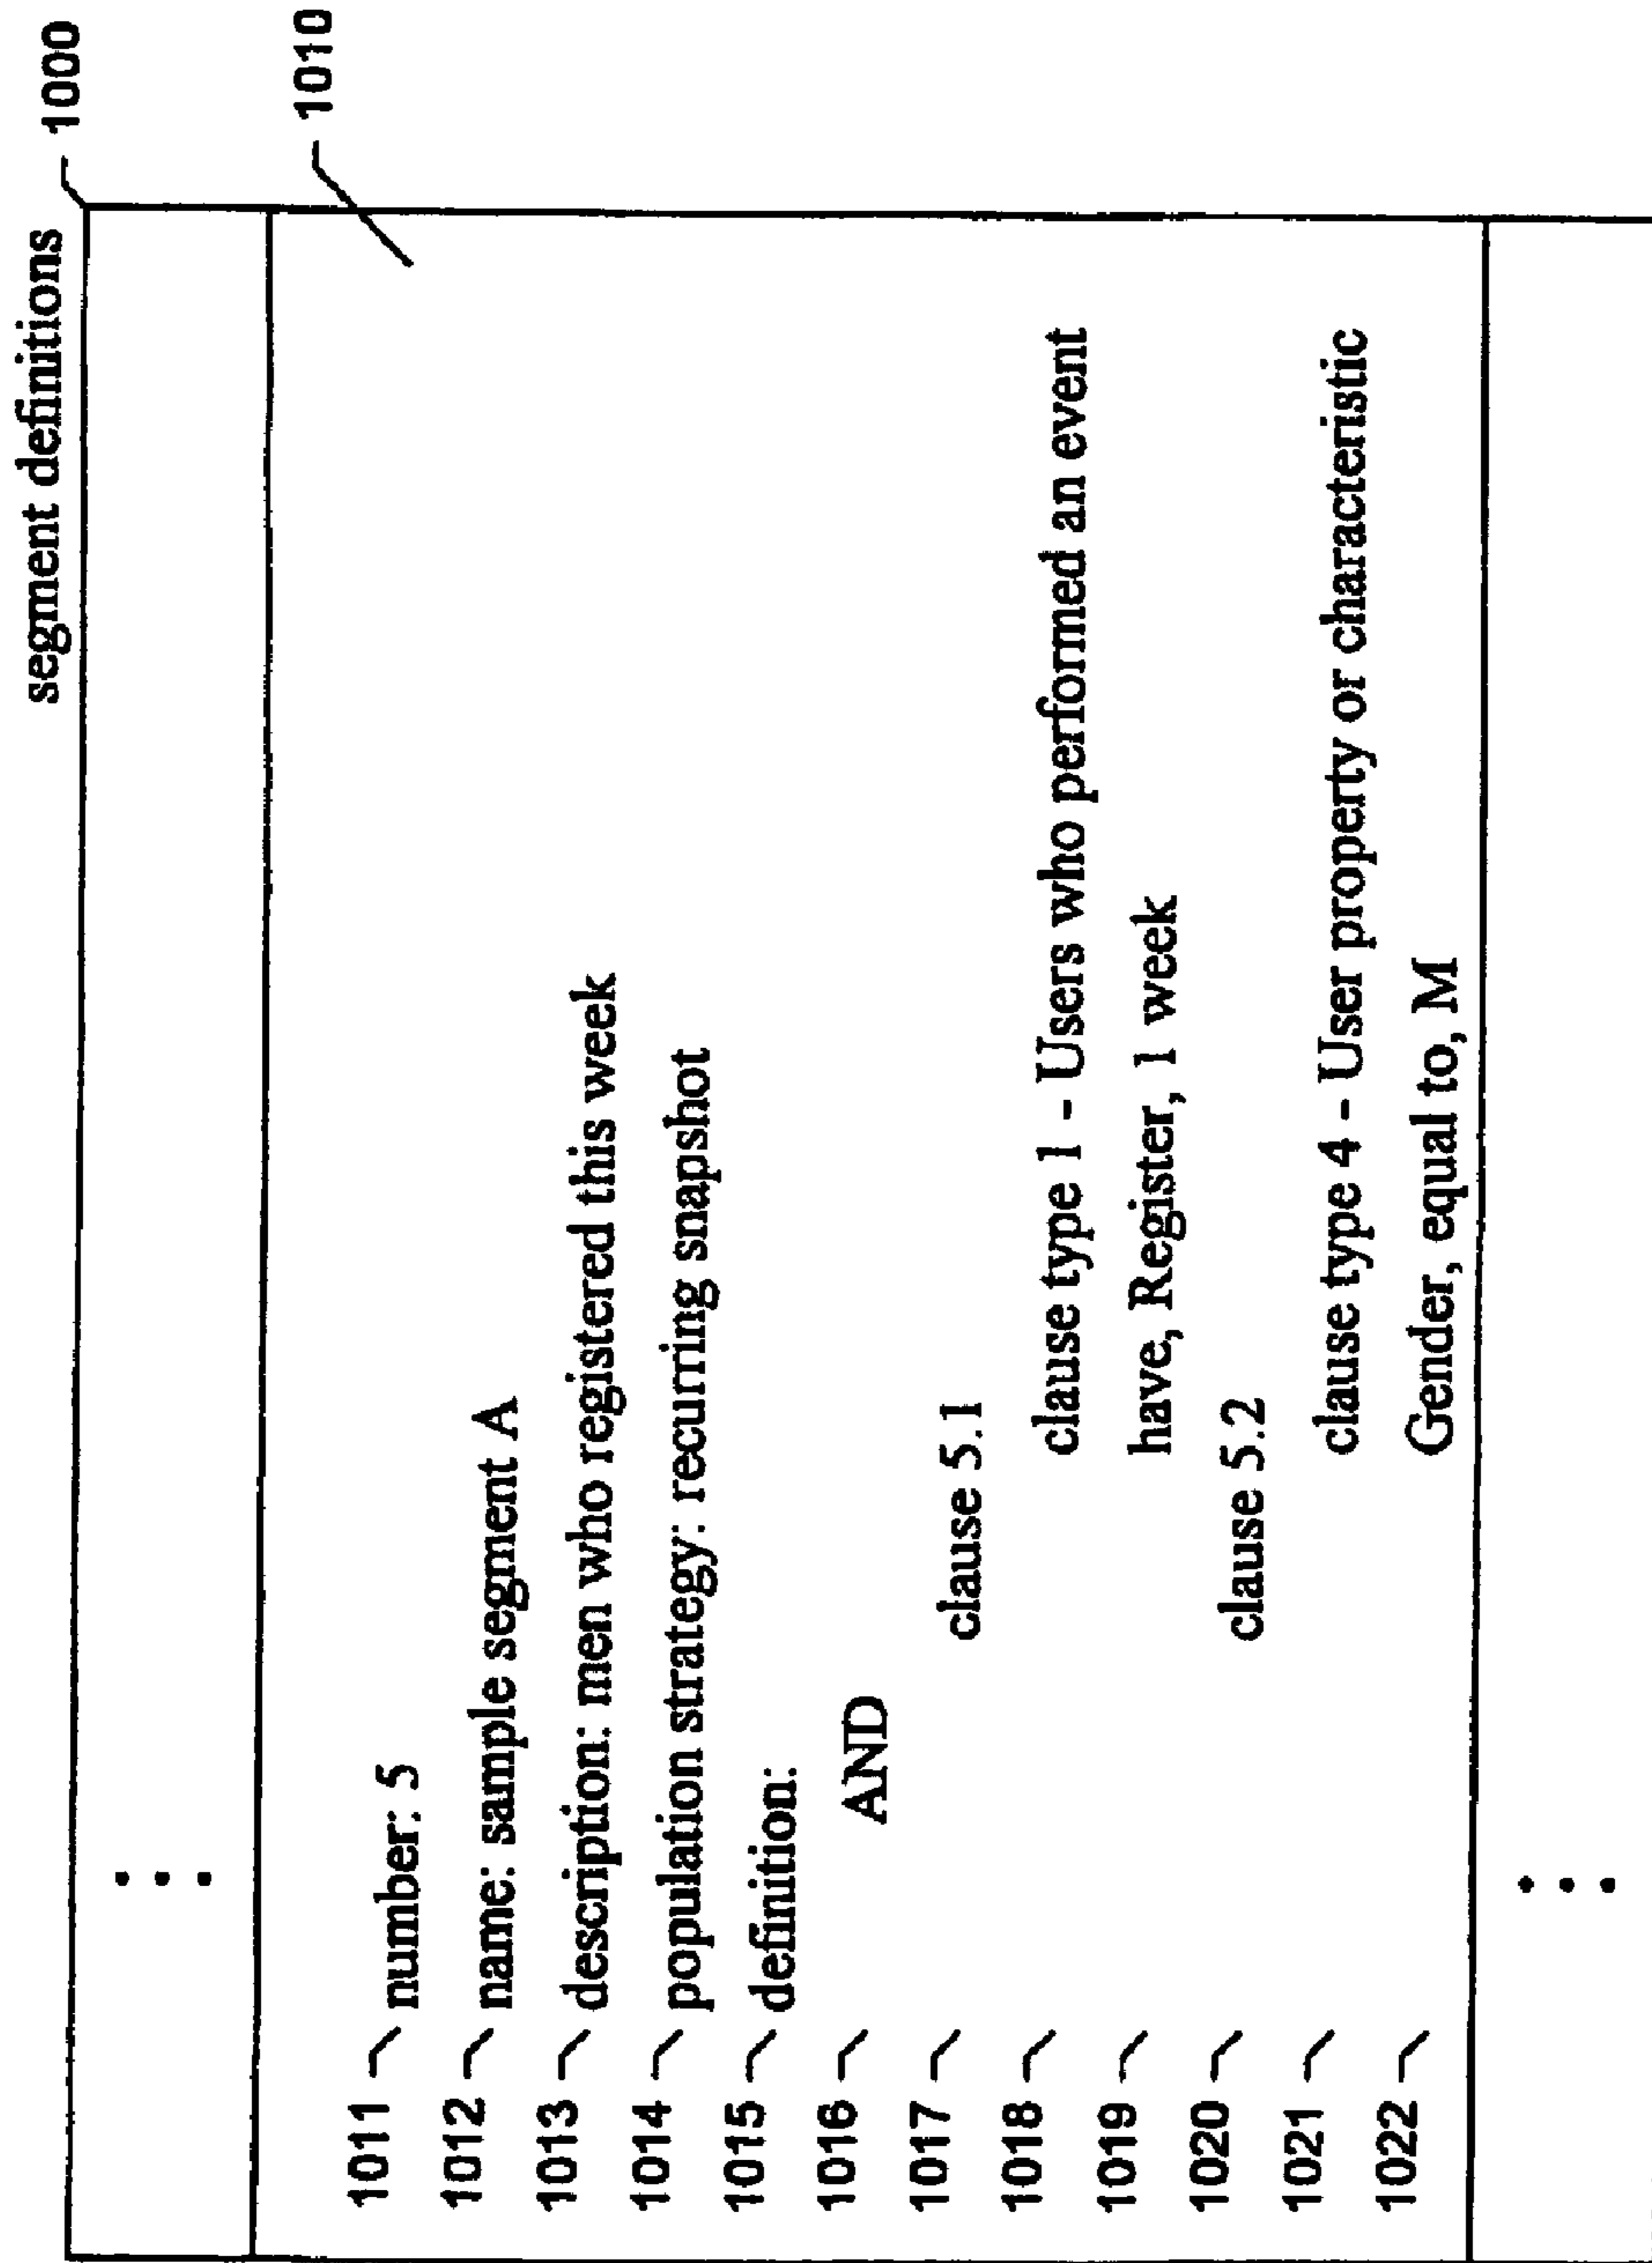 segment definitions
1000
1010
1011 number: 5
1012 name: sample segment A
1013 description: men who registered this week
1014 population strategy: recurring snapshot
1015 definition:
1016 AND
1017 clause 5.1
1018 clause type 1 - Users who performed an event
1019 have, Register, 1 week
1020 clause 5.2
1021 clause type 4 - User property or characteristic
1022 Gender, equal to, M